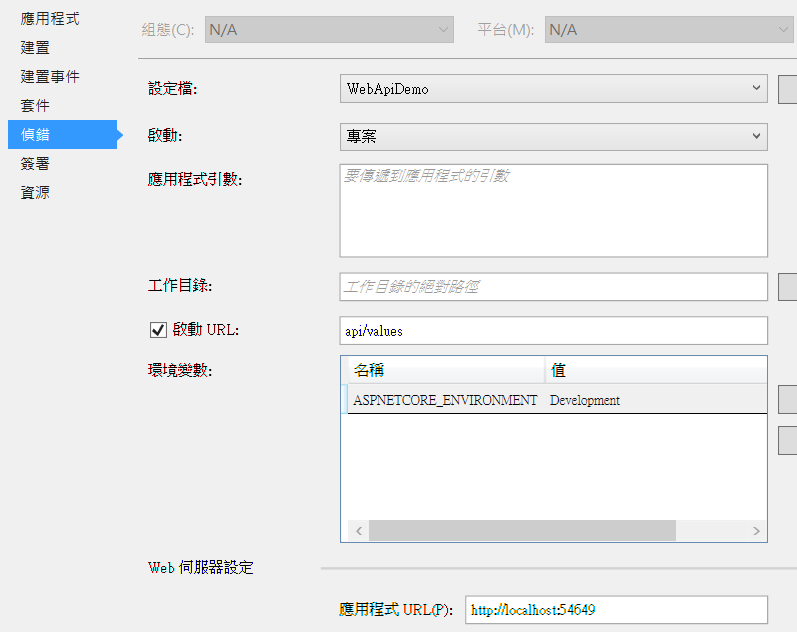 應用程式
建置
建置事件
套件
偵錯
簽署
資源
組態(C): N/A 平台(M): N/A
設定檔: WebApiDemo
啟動: 專案
應用程式引數: 要傳遞到應用程式的引數
工作目錄: 工作目錄的絕對路徑
啟動 URL: api/values
環境變數: 名稱 值
ASPNETCORE_ENVIRONMENT Development
Web 伺服器設定
應用程式 URL(P): http://localhost:54649